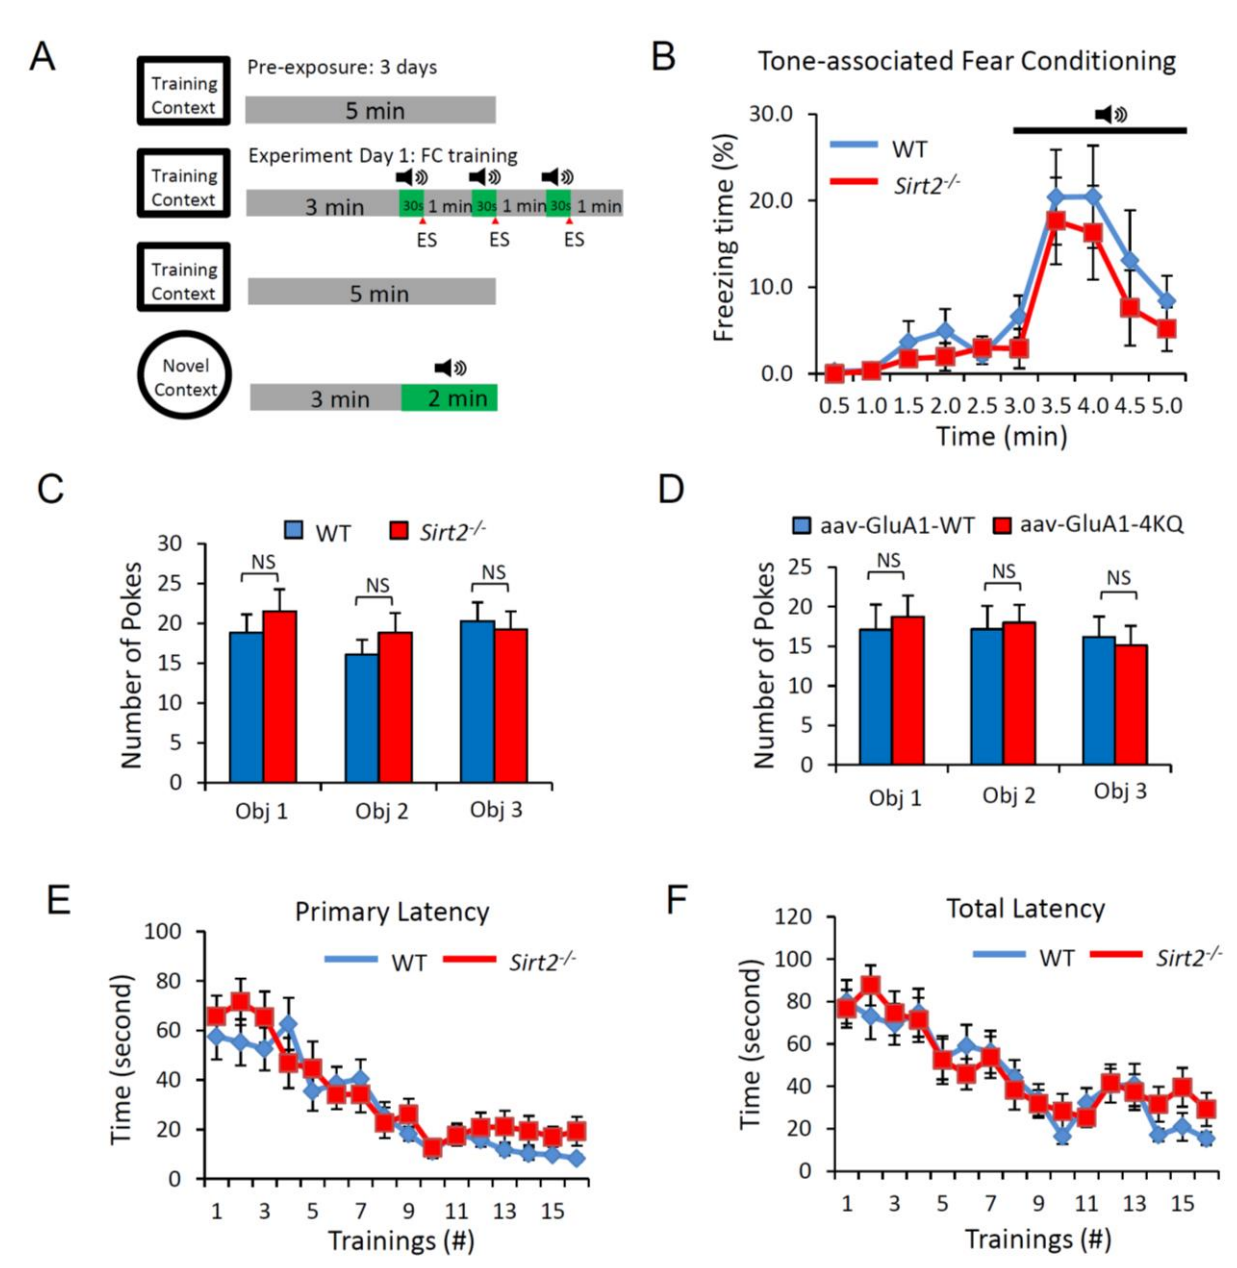 A
Training
Context
Pre-exposure: 3 days
5 min
Training
Context
Experiment Day 1: FC training
3 min
30s
1 min
30s
1 min
30s
1 min
ES
ES
ES
Training
Context
5 min
Novel
Context
3 min
2 min
B
Tone-associated Fear Conditioning
WT
Sirt2-/-
Freezing time (%)
30.0
20.0
10.0
0.0
0.5 1.0 1.5 2.0 2.5 3.0 3.5 4.0 4.5 5.0
Time (min)
C
WT
Sirt2-/-
Number of Pokes
30
25
20
15
10
5
0
NS
NS
NS
Obj 1
Obj 2
Obj 3
D
aav-GluA1-WT
aav-GluA1-4KQ
Number of Pokes
25
20
15
10
5
0
NS
NS
NS
Obj 1
Obj 2
Obj 3
E
Primary Latency
WT
Sirt2-/-
Time (second)
100
80
60
40
20
0
1 3 5 7 9 11 13 15
Trainings (#)
F
Total Latency
WT
Sirt2-/-
Time (second)
120
100
80
60
40
20
0
1 3 5 7 9 11 13 15
Trainings (#)